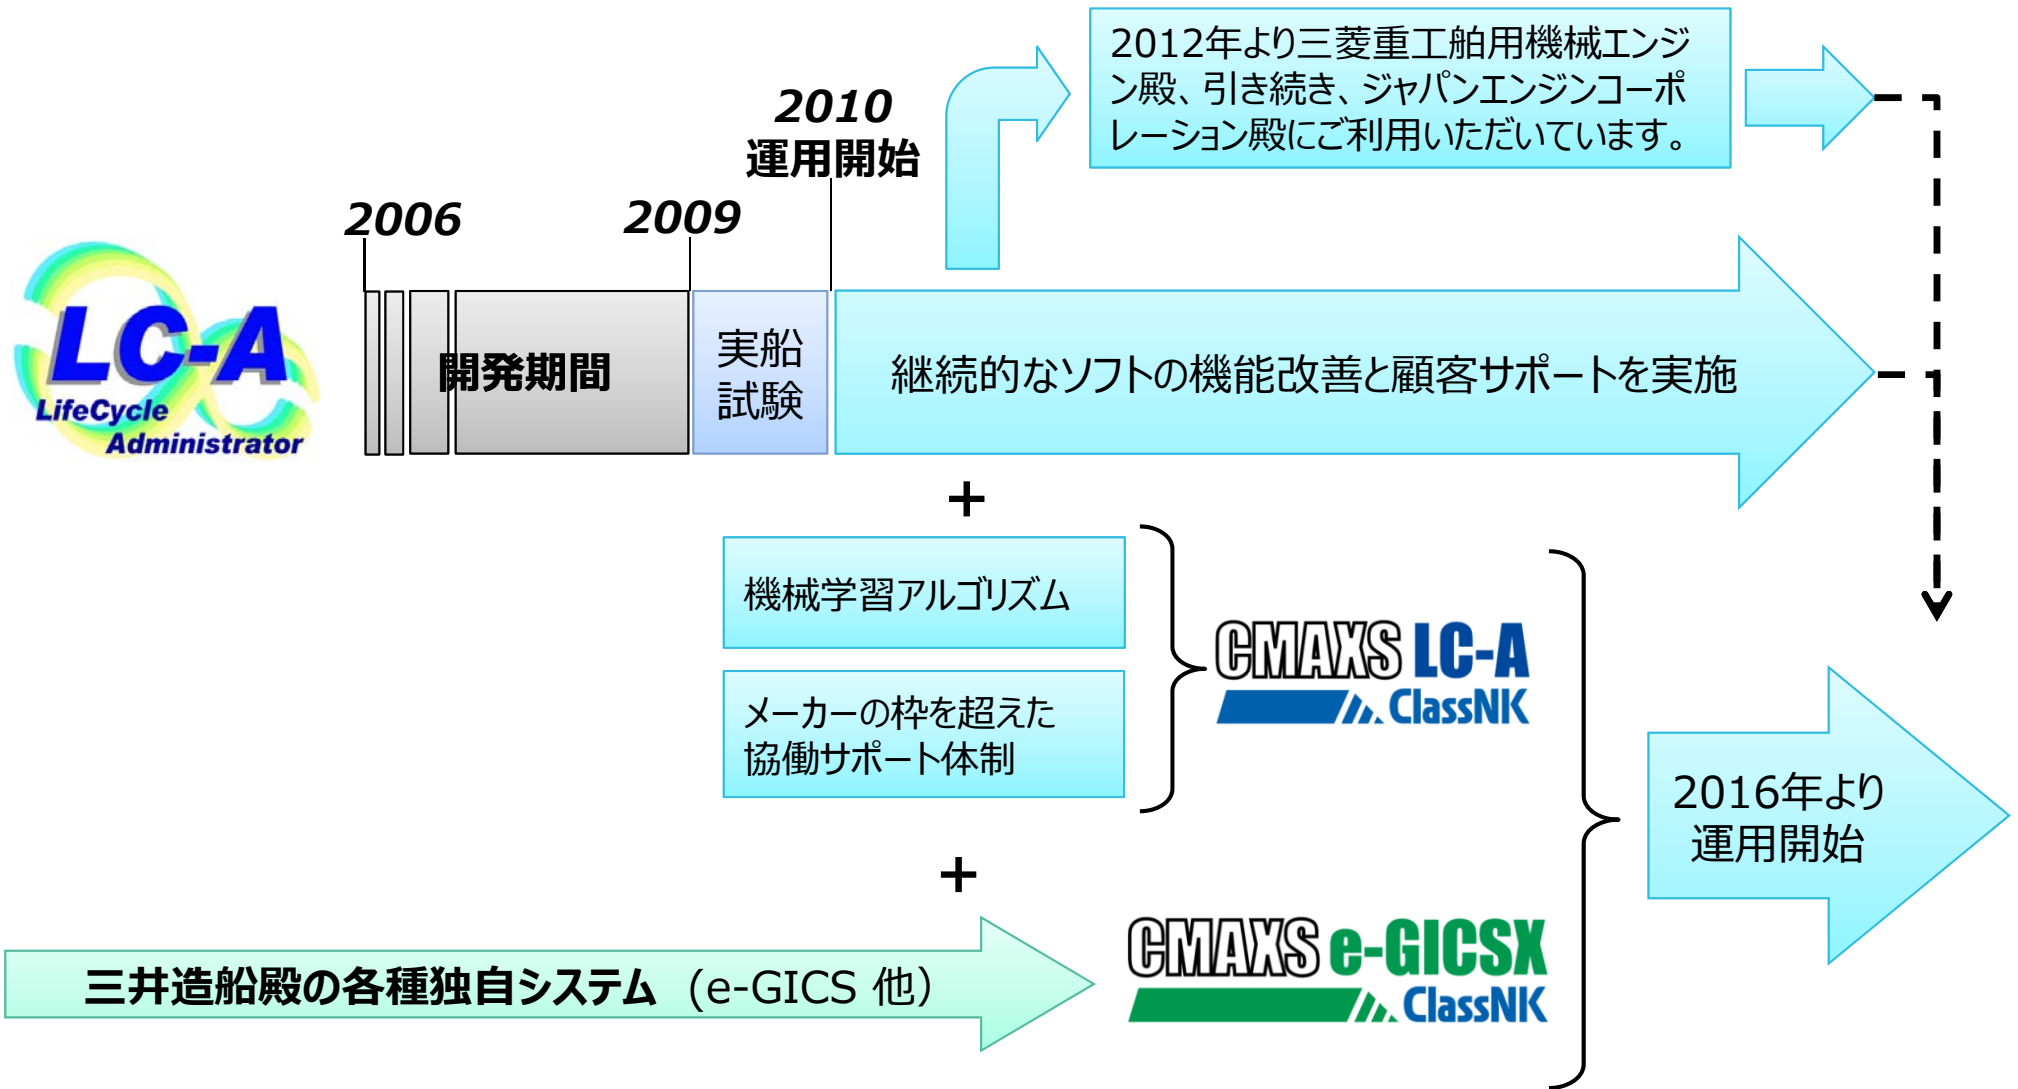 2012年より三菱重工舶用機械エンジ
ン殿、引き続き、ジャパンエンジンコーポ
レーション殿にご利用いただいています。
2010
運用開始
2006
2009
LC-A
LifeCycle
Administrator
開発期間
実船
試験
継続的なソフトの機能改善と顧客サポートを実施
+
機械学習アルゴリズム
メーカーの枠を超えた
協働サポート体制
CMAXS LC-A
ClassNK
2016年より
運用開始
+
三井造船殿の各種独自システム (e-GICS 他)
CMAXS e-GICSX
ClassNK